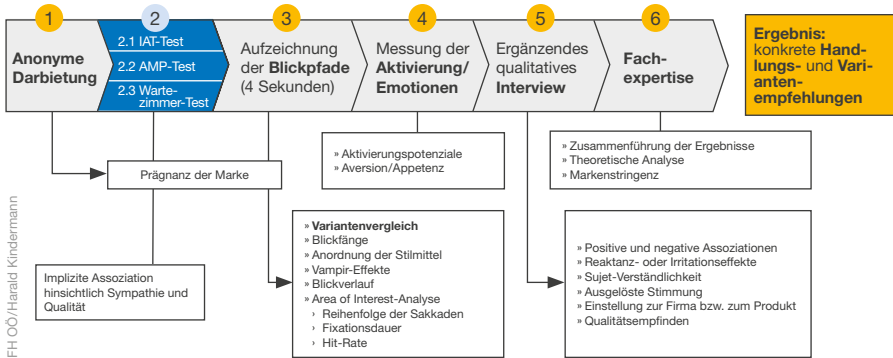 1
Anonyme
Darbietung
2
2.1 IAT-Test
2.2 AMP-Test
2.3 Warte-
zimmer-Test
3
Aufzeichnung
der Blickpfade
(4 Sekunden)
4
Messung der
Aktivierung/
Emotionen
5
Ergänzendes
qualitatives
Interview
6
Fach-
expertise
Ergebnis:
konkrete Hand-
lungs- und Vari-
anten-
empfehlungen
Prägnanz der Marke
» Aktivierungspotenziale
» Aversion/Appetenz
» Zusammenführung der Ergebnisse
» Theoretische Analyse
» Markenstringenz
Implizite Assoziation
hinsichtlich Sympathie und
Qualität
» Variantenvergleich
» Blickfänge
» Anordnung der Stilmittel
» Vampir-Effekte
» Blickverlauf
» Area of Interest-Analyse
› Reihenfolge der Sakkaden
› Fixationsdauer
› Hit-Rate
» Positive und negative Assoziationen
» Reaktanz- oder Irritationseffekte
» Sujet-Verständlichkeit
» Ausgelöste Stimmung
» Einstellung zur Firma bzw. zum Produkt
» Qualitätsempfinden
FH OÖ/Harald Kindermann